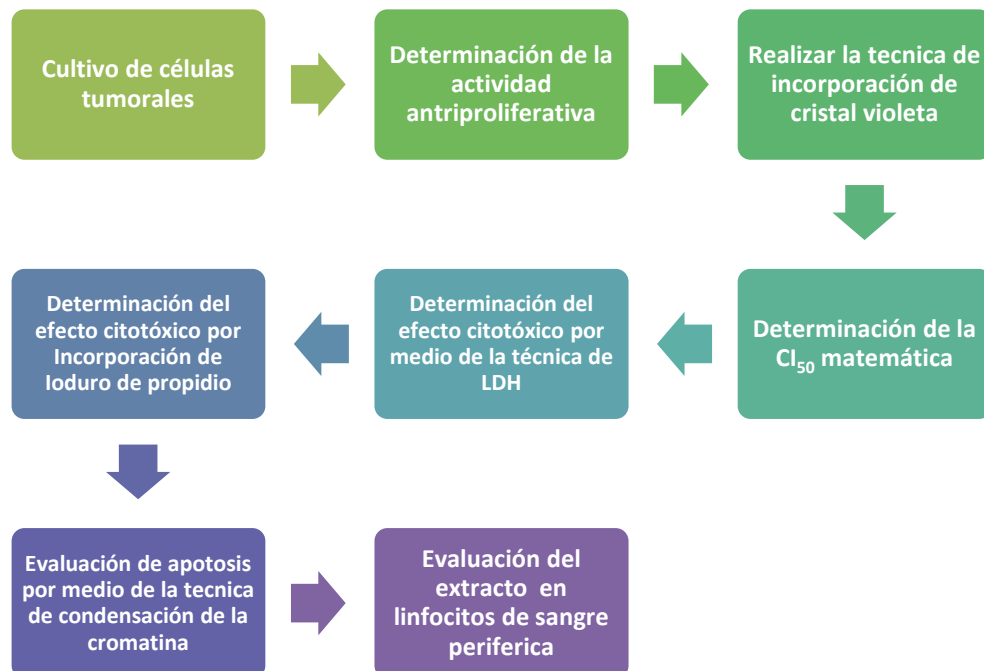 Cultivo de células
tumorales
Determinación de la
actividad
antriproliferativa
Realizar la tecnica de
incorporación de
cristal violeta
Determinación de la
CI₅₀ matemática
Determinación del
efecto citotóxico por
medio de la técnica de
LDH
Determinación del
efecto citotóxico por
Incorporación de
Ioduro de propidio
Evaluación de apotosis
por medio de la tecnica
de condensación de la
cromatina
Evaluación del
extracto en
linfocitos de sangre
periferica